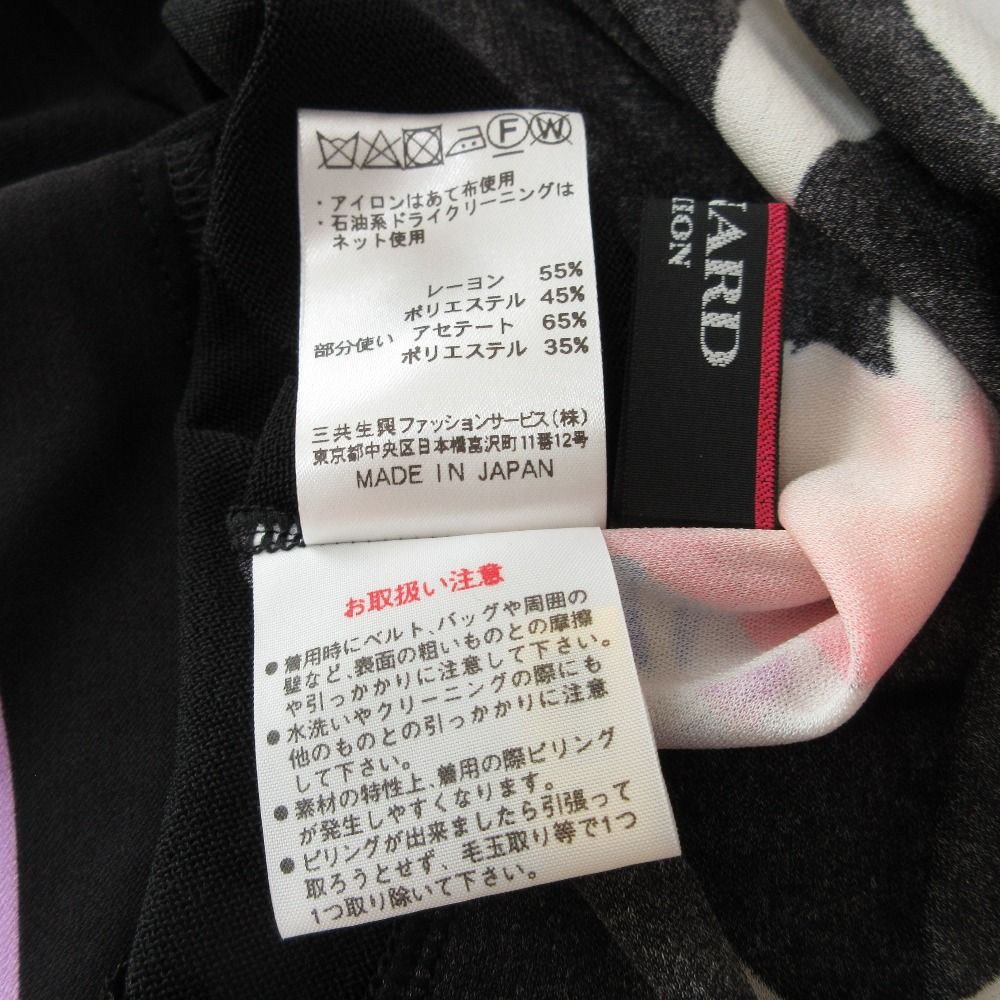 F W
・アイロンはあて布使用
・石油系ドライクリーニングは
ネット使用
レーヨン 55%
ポリエステル 45%
部分使い アセテート 65%
ポリエステル 35%
三共生興ファッションサービス(株)
東京都中央区日本橋富沢町11番12号
MADE IN JAPAN
お取扱い注意
●着用時にベルト、バッグや周囲の
壁など、表面の粗いものとの摩擦
や引っかかりに注意して下さい。
●水洗いやクリーニングの際にも
他のものとの引っかかりに注意
して下さい。
●素材の特性上、着用の際ピリング
が発生しやすくなります。
●ピリングが出来ましたら引張って
取ろうとせず、毛玉取り等で1つ
1つ取り除いて下さい。
NARD
ION